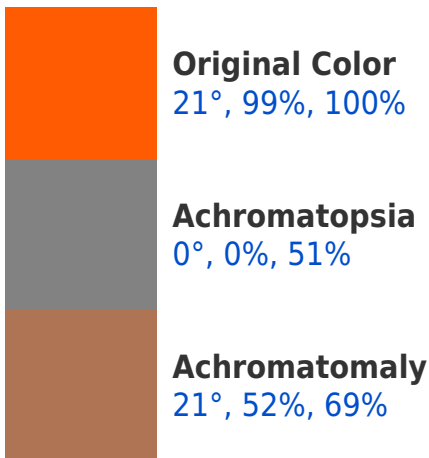 Original Color
21°, 99%, 100%
Achromatopsia
0°, 0%, 51%
Achromatomaly
21°, 52%, 69%